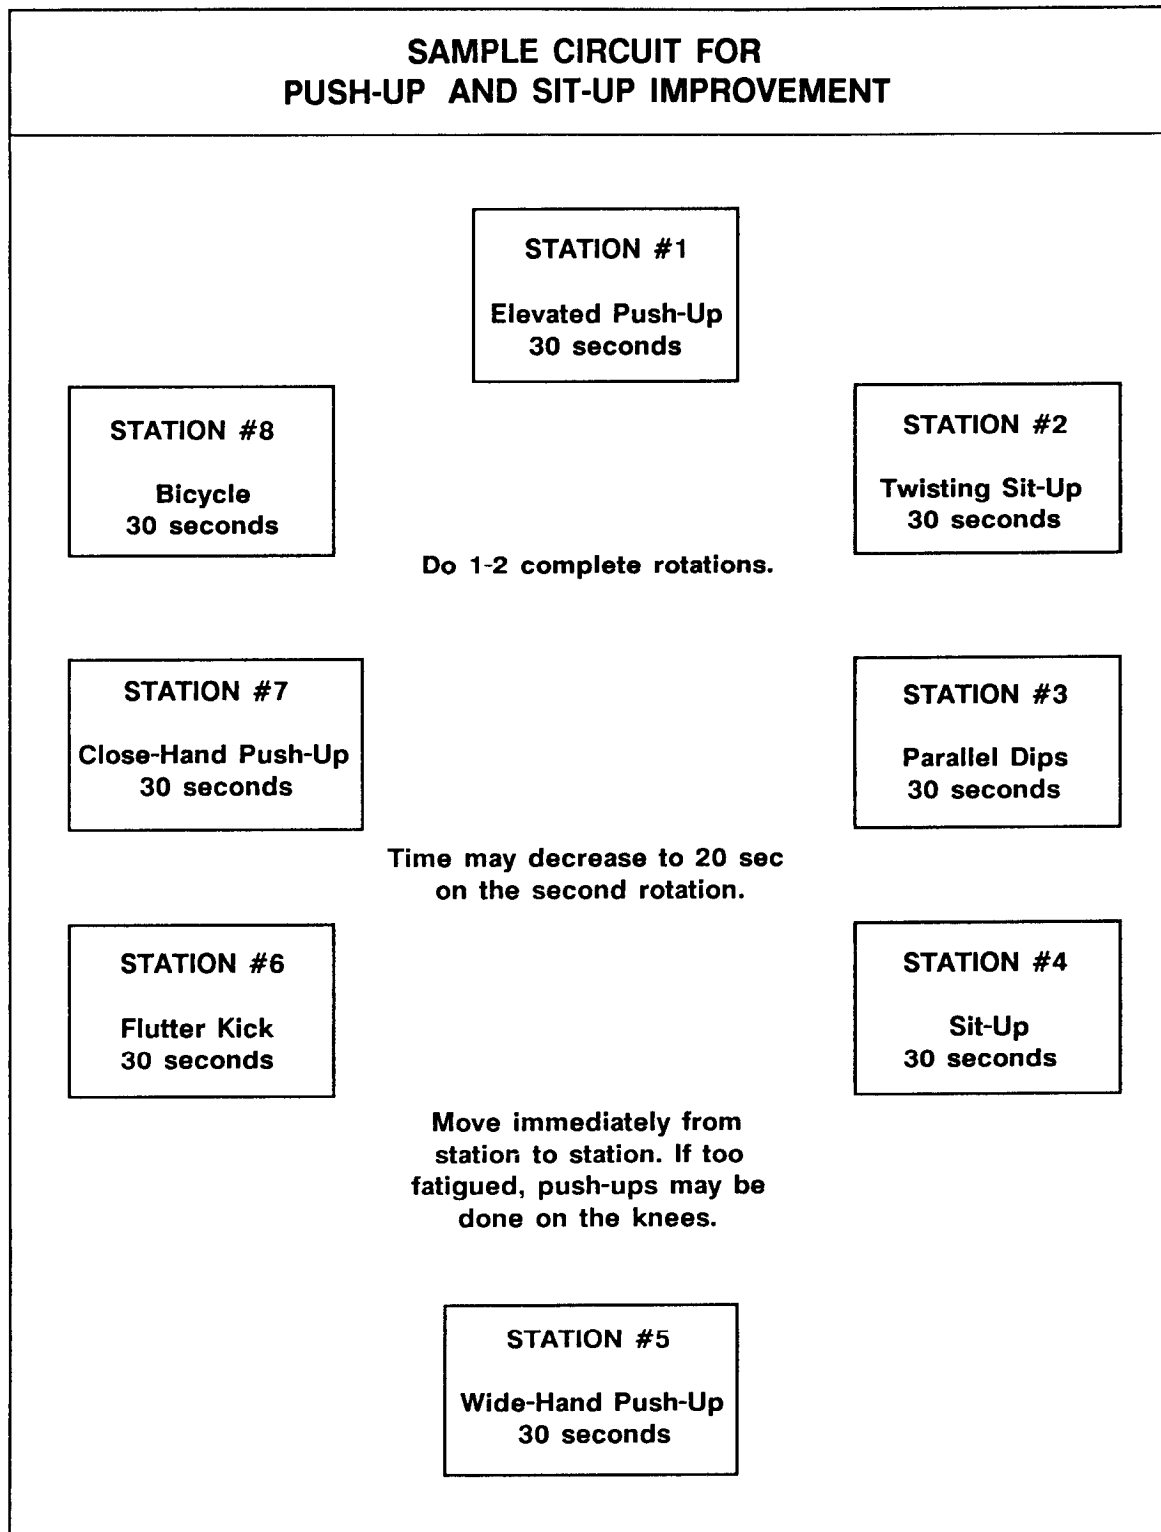 SAMPLE CIRCUIT FOR
PUSH-UP AND SIT-UP IMPROVEMENT
STATION #1
Elevated Push-Up
30 seconds
STATION #8
Bicycle
30 seconds
STATION #2
Twisting Sit-Up
30 seconds
Do 1-2 complete rotations.
STATION #7
Close-Hand Push-Up
30 seconds
STATION #3
Parallel Dips
30 seconds
Time may decrease to 20 sec
on the second rotation.
STATION #6
Flutter Kick
30 seconds
STATION #4
Sit-Up
30 seconds
Move immediately from
station to station. If too
fatigued, push-ups may be
done on the knees.
STATION #5
Wide-Hand Push-Up
30 seconds